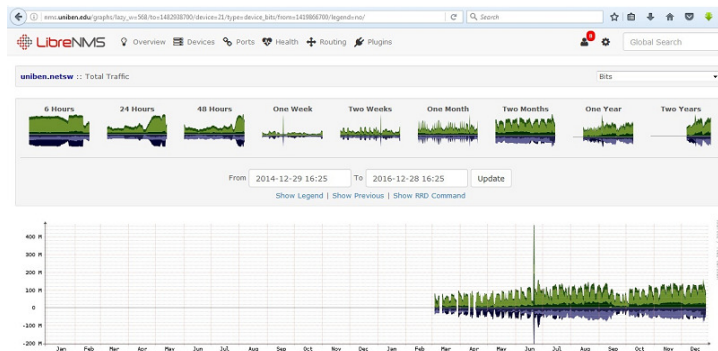 ems.uniben.edu/graphs/lazy_w=568/to=1482938700/device=21/type=device_bits/from=1419866700/legend=no/
Search
LibreNMS Overview Devices Ports Health Routing Plugins
0
Global Search
uniben.netsw :: Total Traffic
Bits
6 Hours 24 Hours 48 Hours One Week Two Weeks One Month Two Months One Year Two Years
From 2014-12-29 16:25 To 2016-12-28 16:25 Update
Show Legend | Show Previous | Show RRD Command
400 M
300 M
200 M
100 M
0
-100 M
-200 M
Jan Feb Mar Apr May Jun Jul Aug Sep Oct Nov Dec Jan Feb Mar Apr May Jun Jul Aug Sep Oct Nov Dec